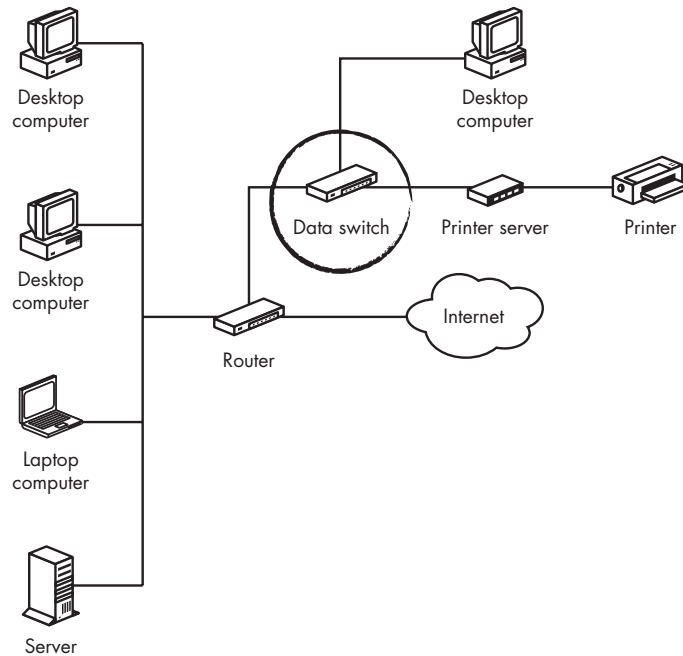 Desktop
computer
Desktop
computer
Data switch
Printer server
Printer
Desktop
computer
Internet
Router
Laptop
computer
Server